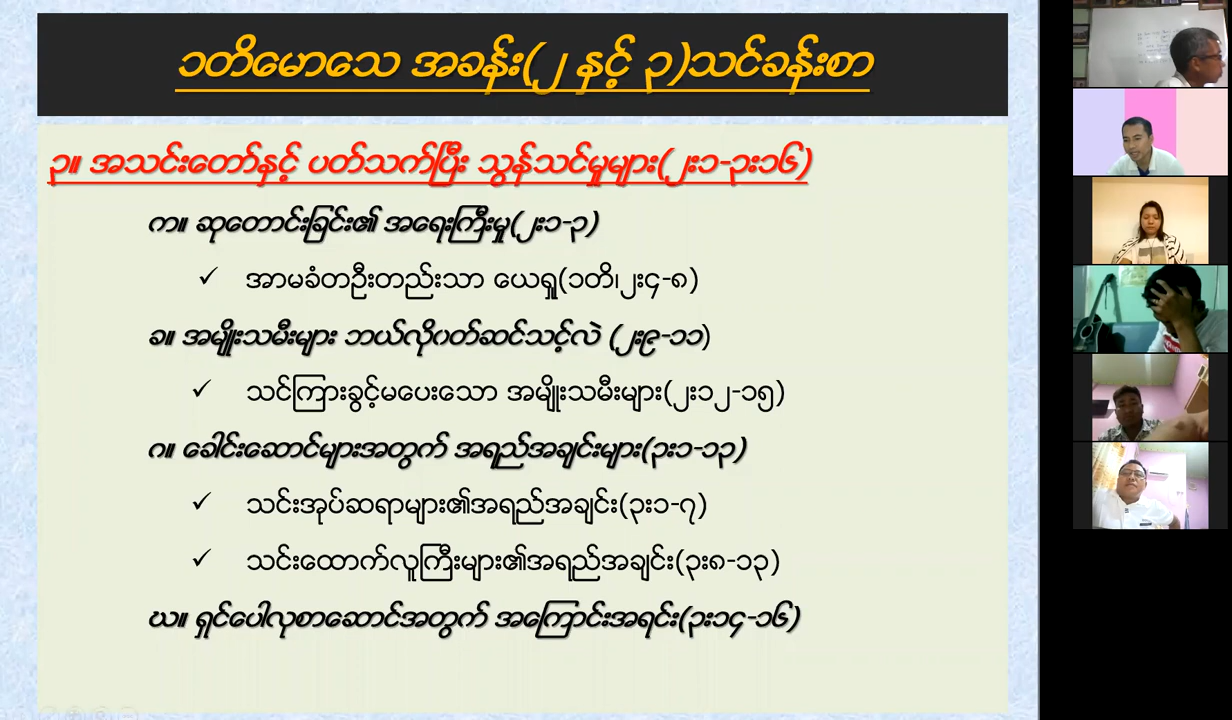 ၁တိမောသေ အခန်း(၂ နှင့် ၃)သင်ခန်းစာ
၃။ အသင်းတော်နှင့် ပတ်သက်ပြီး သွန်သင်မှုများ(၂း၁-၃း၁၆)
က။ ဆုတောင်းခြင်း၏ အရေးကြီးမှု(၂း၁-၃)
✓ အာမခံတဦးတည်းသာ ယေရှု(၁တိ၊၂း၄-၈)
ခ။ အမျိုးသမီးများ ဘယ်လို၀တ်ဆင်သင့်လဲ (၂း၉-၁၁)
✓ သင်ကြားခွင့်မပေးသော အမျိုးသမီးများ(၂း၁၂-၁၅)
ဂ။ ခေါင်းဆောင်များအတွက် အရည်အချင်းများ(၃း၁-၁၃)
✓ သင်းအုပ်ဆရာများ၏အရည်အချင်း(၃း၁-၇)
✓ သင်းထောက်လူကြီးများ၏အရည်အချင်း(၃း၈-၁၃)
ဃ။ ရှင်ပေါလုစာဆောင်အတွက် အကြောင်းအရင်း(၃း၁၄-၁၆)